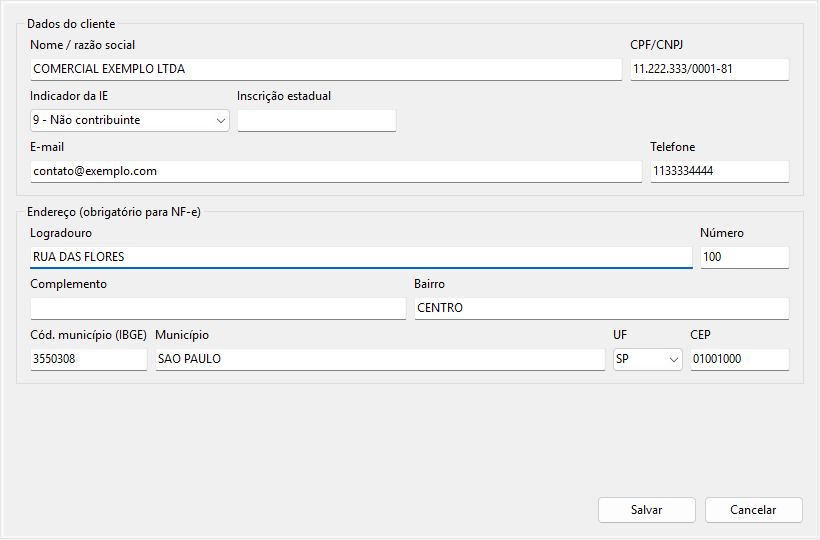 Dados do cliente
Nome / razão social CPF/CNPJ
COMERCIAL EXEMPLO LTDA 11.222.333/0001-81
Indicador da IE Inscrição estadual
9 - Não contribuinte
E-mail Telefone
contato@exemplo.com 1133334444
Endereço (obrigatório para NF-e)
Logradouro Número
RUA DAS FLORES 100
Complemento Bairro
CENTRO
Cód. município (IBGE) Município UF CEP
3550308 SAO PAULO SP 01001000
Salvar Cancelar